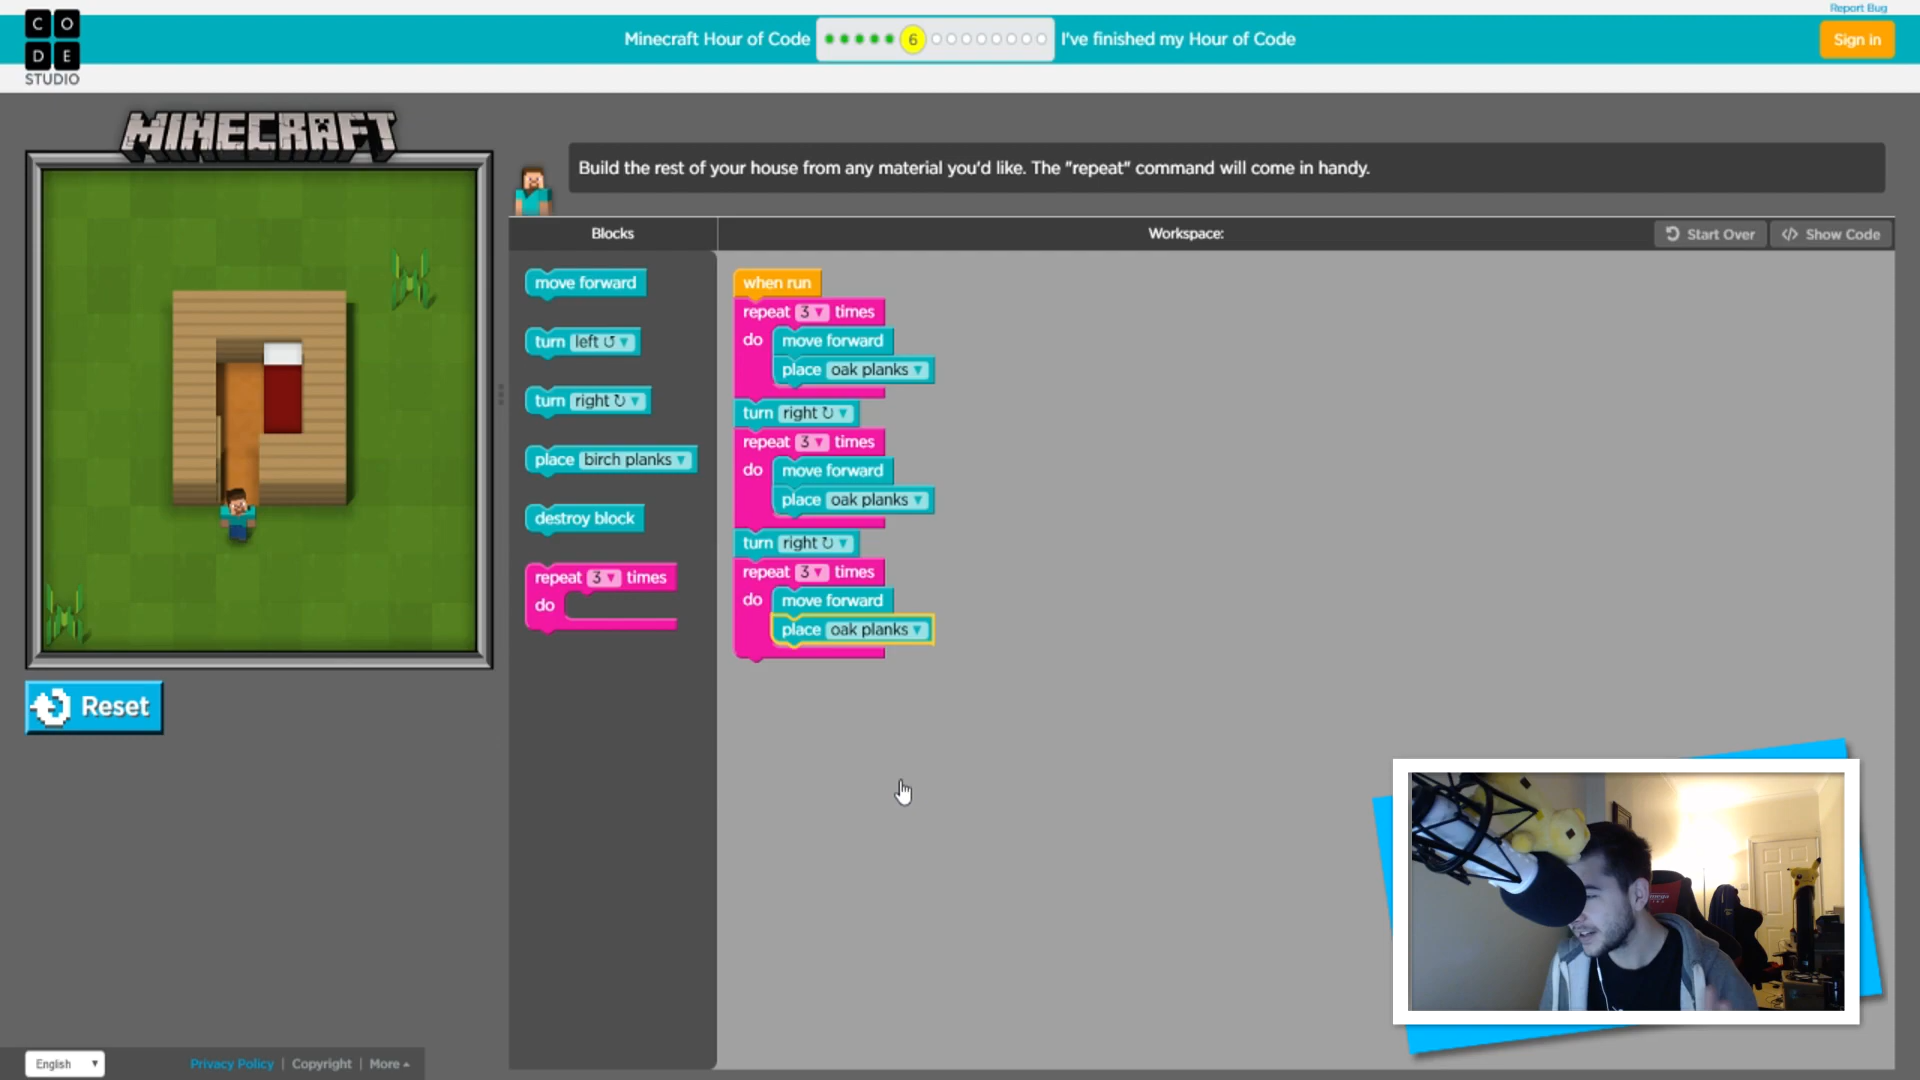 Report Bug
CODE
STUDIO
Minecraft Hour of Code
6
I've finished my Hour of Code
Sign in
MINECRAFT
Build the rest of your house from any material you'd like. The "repeat" command will come in handy.
Blocks
Workspace:
Start Over
</> Show Code
move forward
turn left ↺ ▼
turn right ↻ ▼
place birch planks ▼
destroy block
repeat 3 ▼ times
do
when run
repeat 3 ▼ times
do move forward
place oak planks ▼
turn right ↻ ▼
repeat 3 ▼ times
do move forward
place oak planks ▼
turn right ↻ ▼
repeat 3 ▼ times
do move forward
place oak planks ▼
Reset
English ▼
Privacy Policy | Copyright | More